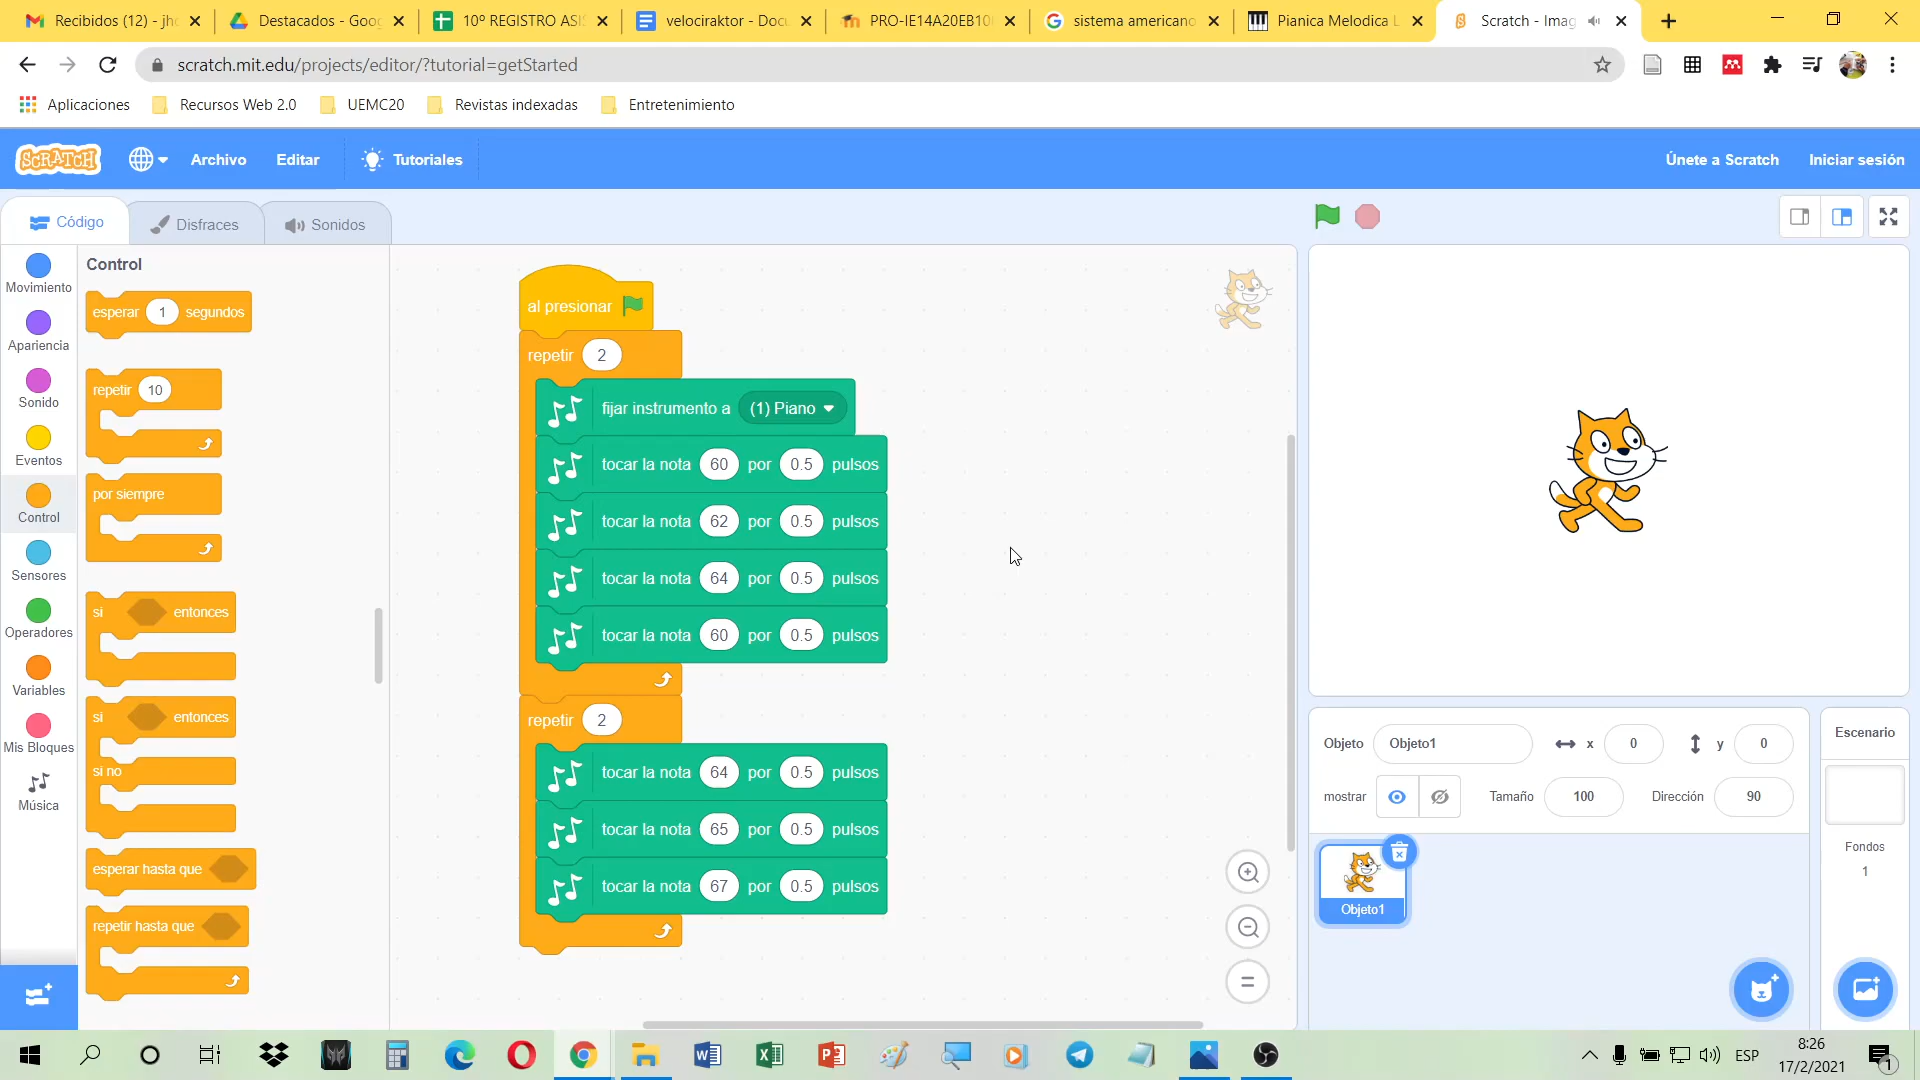 Recibidos (12) - jh
Destacados - Goog
10º REGISTRO ASI
velociraktor - Docu
PRO-IE14A20EB10
sistema americano
Pianica Melodica L
Scratch - Imag
scratch.mit.edu/projects/editor/?tutorial=getStarted
Aplicaciones
Recursos Web 2.0
UEMC20
Revistas indexadas
Entretenimiento
SCRATCH
Archivo
Editar
Tutoriales
Únete a Scratch
Iniciar sesión
Código
Disfraces
Sonidos
Movimiento
Apariencia
Sonido
Eventos
Control
Sensores
Operadores
Variables
Mis Bloques
Música
Control
esperar 1 segundos
repetir 10
por siempre
si entonces
si entonces
si no
esperar hasta que
repetir hasta que
al presionar
repetir 2
fijar instrumento a (1) Piano
tocar la nota 60 por 0.5 pulsos
tocar la nota 62 por 0.5 pulsos
tocar la nota 64 por 0.5 pulsos
tocar la nota 60 por 0.5 pulsos
repetir 2
tocar la nota 64 por 0.5 pulsos
tocar la nota 65 por 0.5 pulsos
tocar la nota 67 por 0.5 pulsos
Objeto Objeto1 x 0 y 0
mostrar Tamaño 100 Dirección 90
Objeto1
Escenario
Fondos
1
ESP
8:26
17/2/2021
1